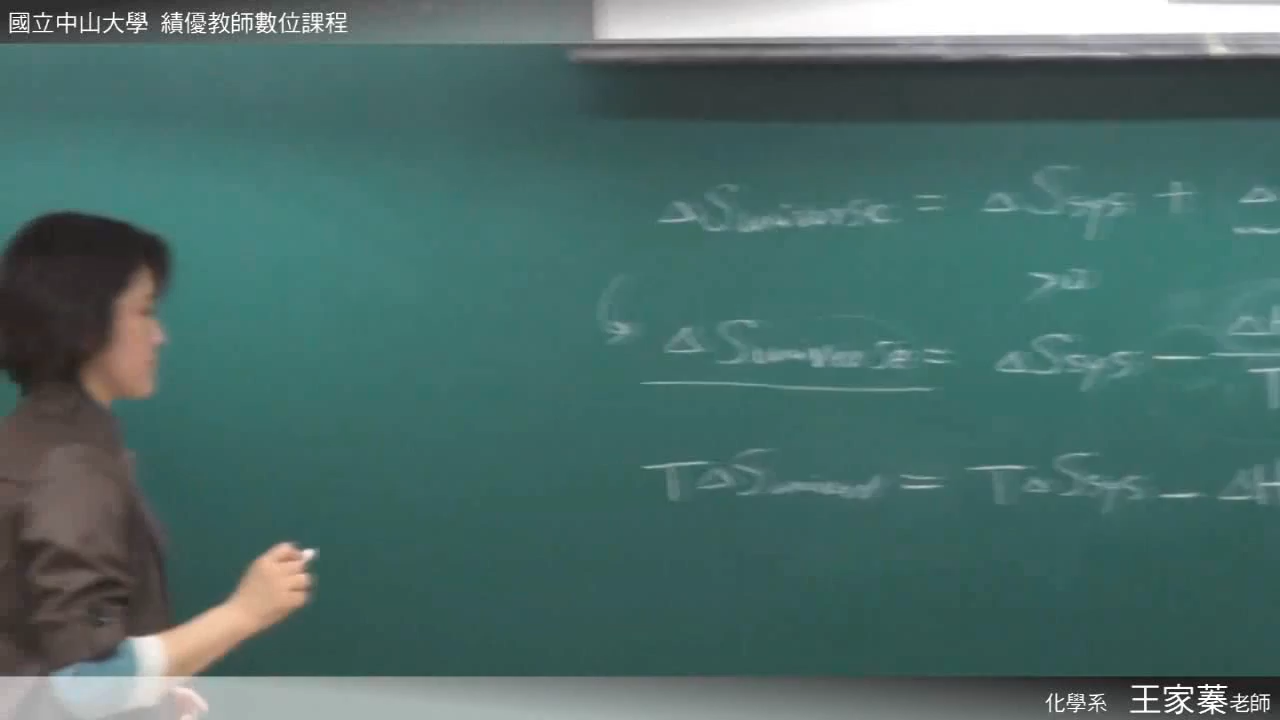 國立中山大學 績優教師數位課程
ΔSuniverse = ΔSsys + Δ
ΔSuniverse = ΔSsys - ΔH
T
TΔSuniverse = TΔSsys - ΔH
化學系 王家蓁老師